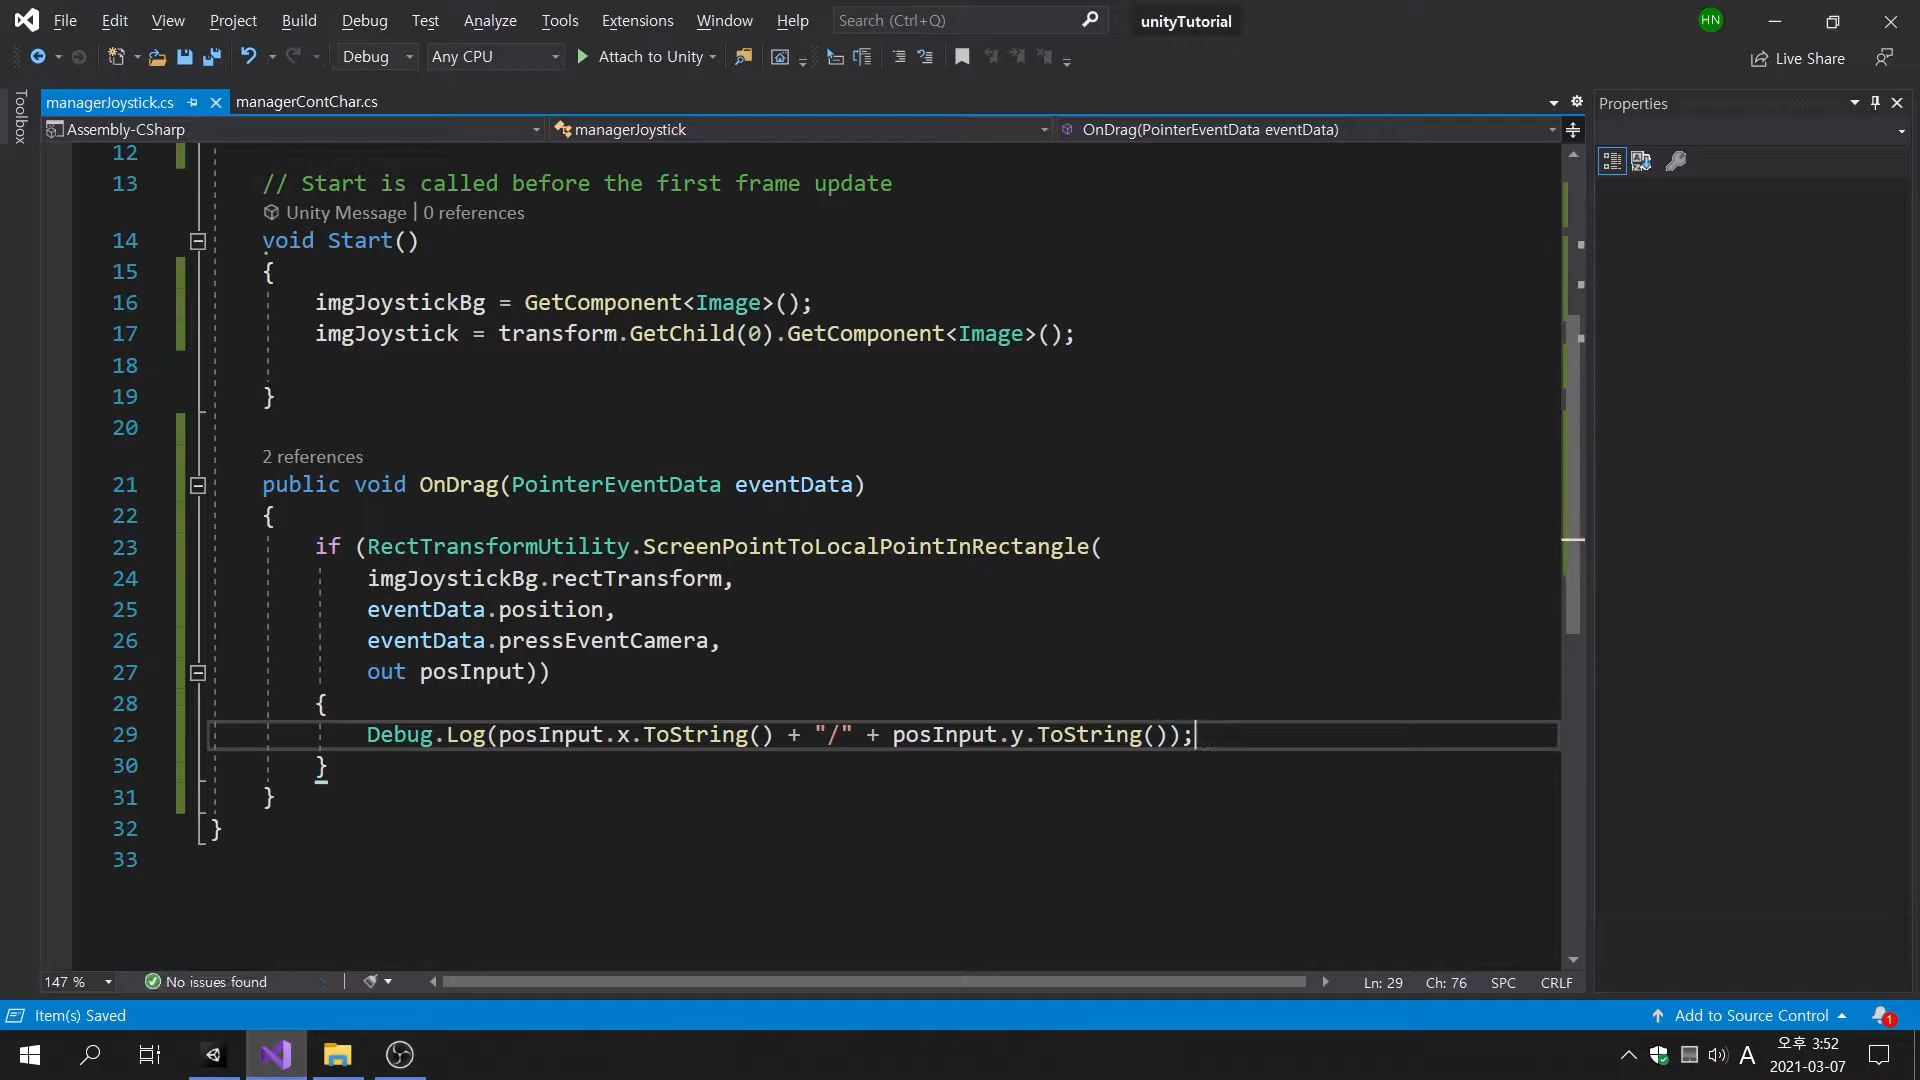 File Edit View Project Build Debug Test Analyze Tools Extensions Window Help Search (Ctrl+Q) unityTutorial HN
Debug Any CPU Attach to Unity Live Share
Toolbox
managerJoystick.cs managerContChar.cs
Properties
Assembly-CSharp managerJoystick OnDrag(PointerEventData eventData)
12
13 // Start is called before the first frame update
Unity Message | 0 references
14 void Start()
15 {
16 imgJoystickBg = GetComponent<Image>();
17 imgJoystick = transform.GetChild(0).GetComponent<Image>();
18
19 }
20
2 references
21 public void OnDrag(PointerEventData eventData)
22 {
23 if (RectTransformUtility.ScreenPointToLocalPointInRectangle(
24 imgJoystickBg.rectTransform,
25 eventData.position,
26 eventData.pressEventCamera,
27 out posInput))
28 {
29 Debug.Log(posInput.x.ToString() + "/" + posInput.y.ToString());
30 }
31 }
32 }
33
147 % No issues found Ln: 29 Ch: 76 SPC CRLF
Item(s) Saved Add to Source Control 1
A 오후 3:52
2021-03-07